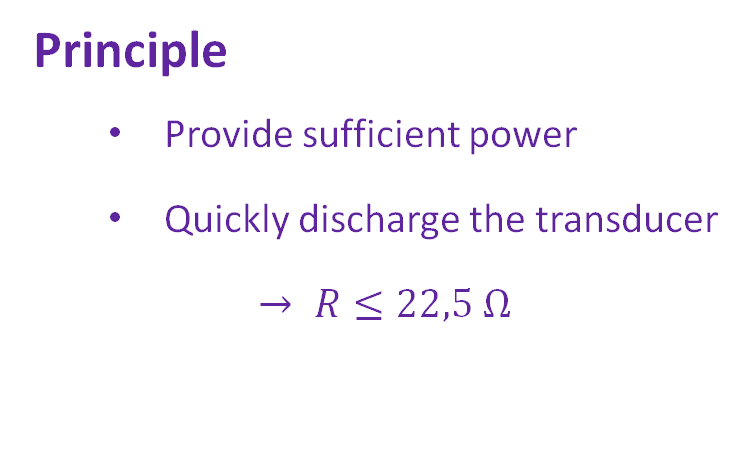 Principle
• Provide sufficient power
• Quickly discharge the transducer
→ R ≤ 22,5 Ω